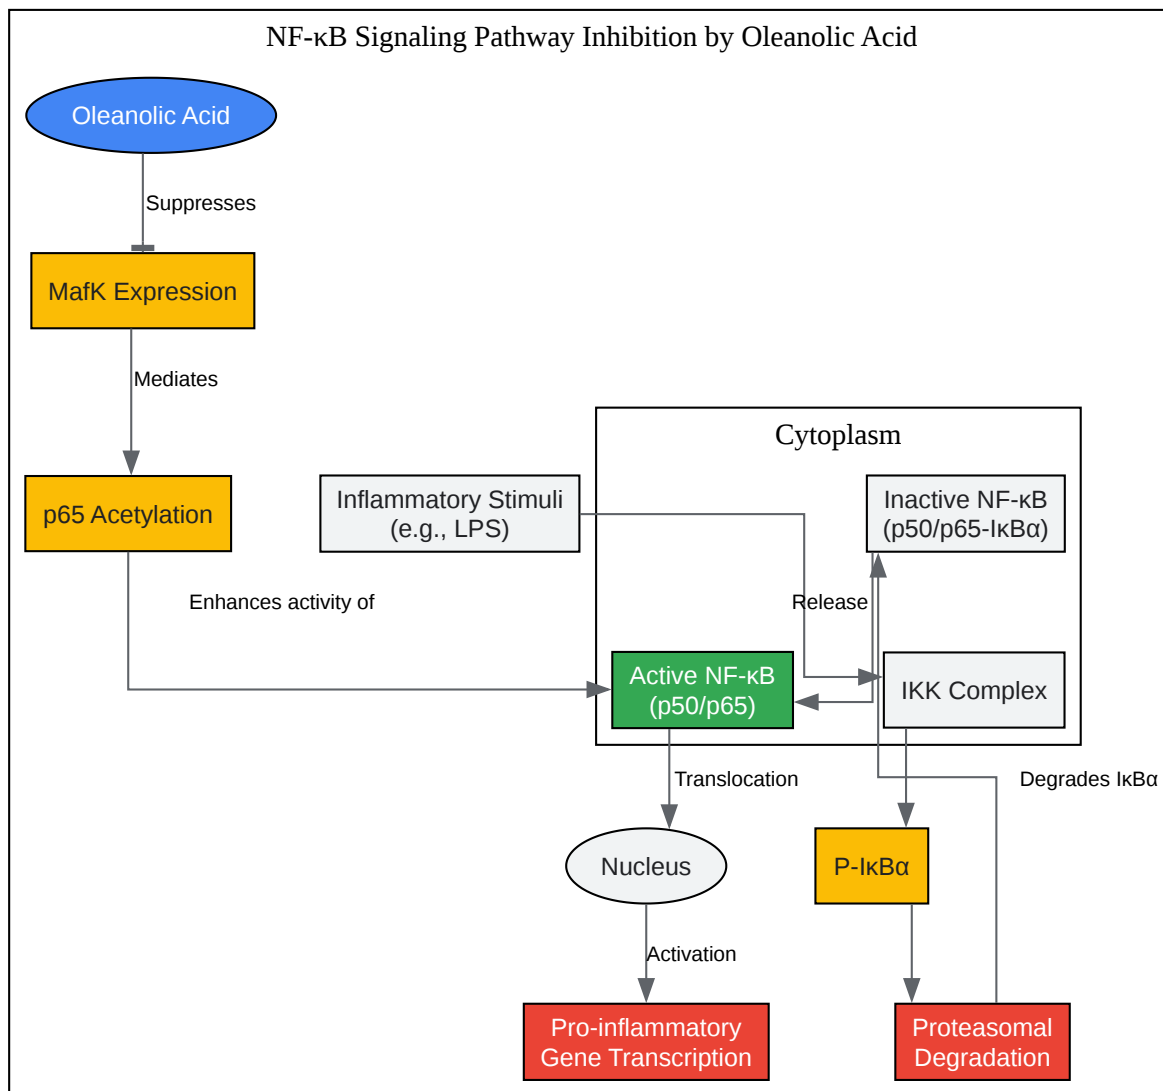 NF-κB Signaling Pathway Inhibition by Oleanolic Acid
Oleanolic Acid
Suppresses
MafK Expression
Mediates
Cytoplasm
p65 Acetylation
Inflammatory Stimuli
(e.g., LPS)
Inactive NF-κB
(p50/p65-IκBα)
Enhances activity of
Release
Active NF-κB
(p50/p65)
IKK Complex
Translocation
Degrades IκBα
Nucleus
P-IκBα
Activation
Pro-inflammatory
Gene Transcription
Proteasomal
Degradation